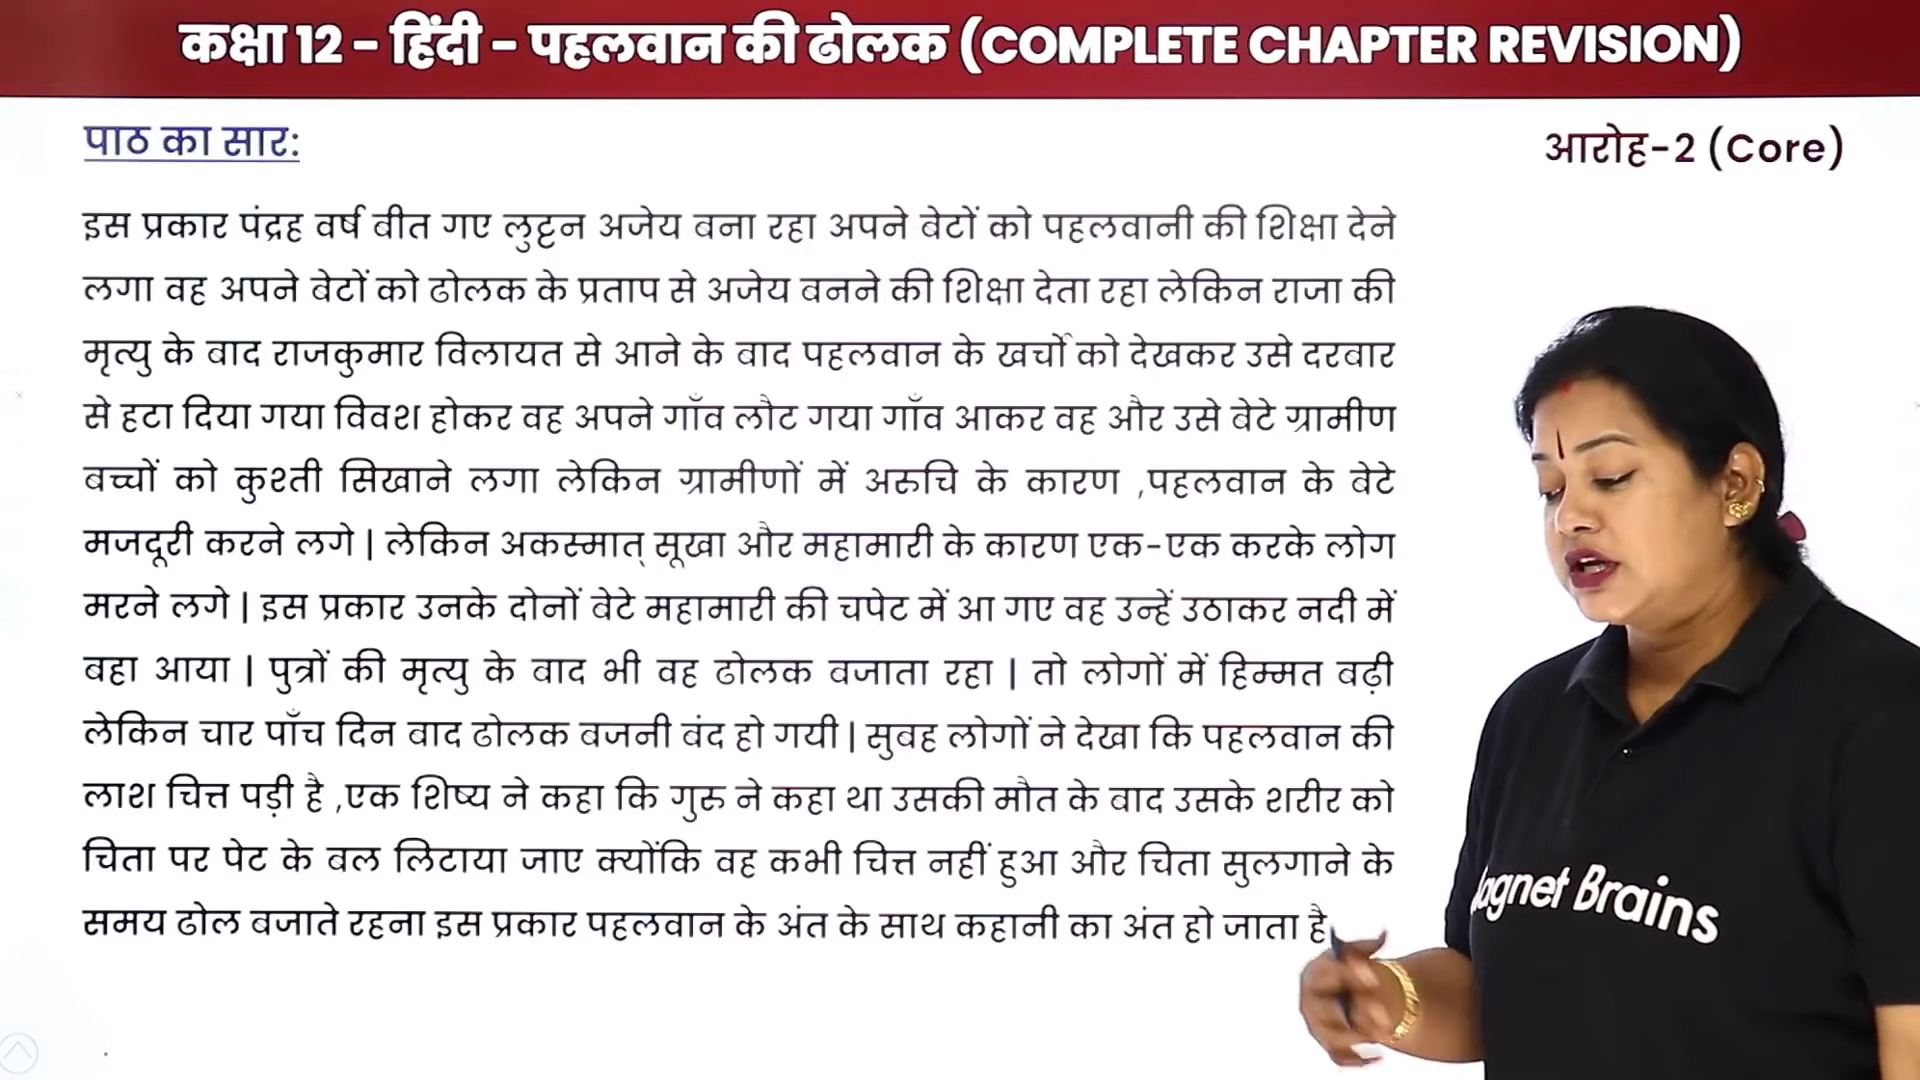 कक्षा 12 - हिंदी - पहलवान की ढोलक (COMPLETE CHAPTER REVISION)
पाठ का सार:
आरोह-2 (Core)
इस प्रकार पंद्रह वर्ष बीत गए लुट्टन अजेय बना रहा अपने बेटों को पहलवानी की शिक्षा देने
लगा वह अपने बेटों को ढोलक के प्रताप से अजेय बनने की शिक्षा देता रहा लेकिन राजा की
मृत्यु के बाद राजकुमार विलायत से आने के बाद पहलवान के खर्चों को देखकर उसे दरबार
से हटा दिया गया विवश होकर वह अपने गाँव लौट गया गाँव आकर वह और उसे बेटे ग्रामीण
बच्चों को कुश्ती सिखाने लगा लेकिन ग्रामीणों में अरुचि के कारण ,पहलवान के बेटे
मजदूरी करने लगे | लेकिन अकस्मात् सूखा और महामारी के कारण एक-एक करके लोग
मरने लगे | इस प्रकार उनके दोनों बेटे महामारी की चपेट में आ गए वह उन्हें उठाकर नदी में
बहा आया | पुत्रों की मृत्यु के बाद भी वह ढोलक बजाता रहा | तो लोगों में हिम्मत बढ़ी
लेकिन चार पाँच दिन बाद ढोलक बजनी बंद हो गयी | सुबह लोगों ने देखा कि पहलवान की
लाश चित्त पड़ी है ,एक शिष्य ने कहा कि गुरु ने कहा था उसकी मौत के बाद उसके शरीर को
चिता पर पेट के बल लिटाया जाए क्योंकि वह कभी चित्त नहीं हुआ और चिता सुलगाने के
समय ढोल बजाते रहना इस प्रकार पहलवान के अंत के साथ कहानी का अंत हो जाता है
Brains